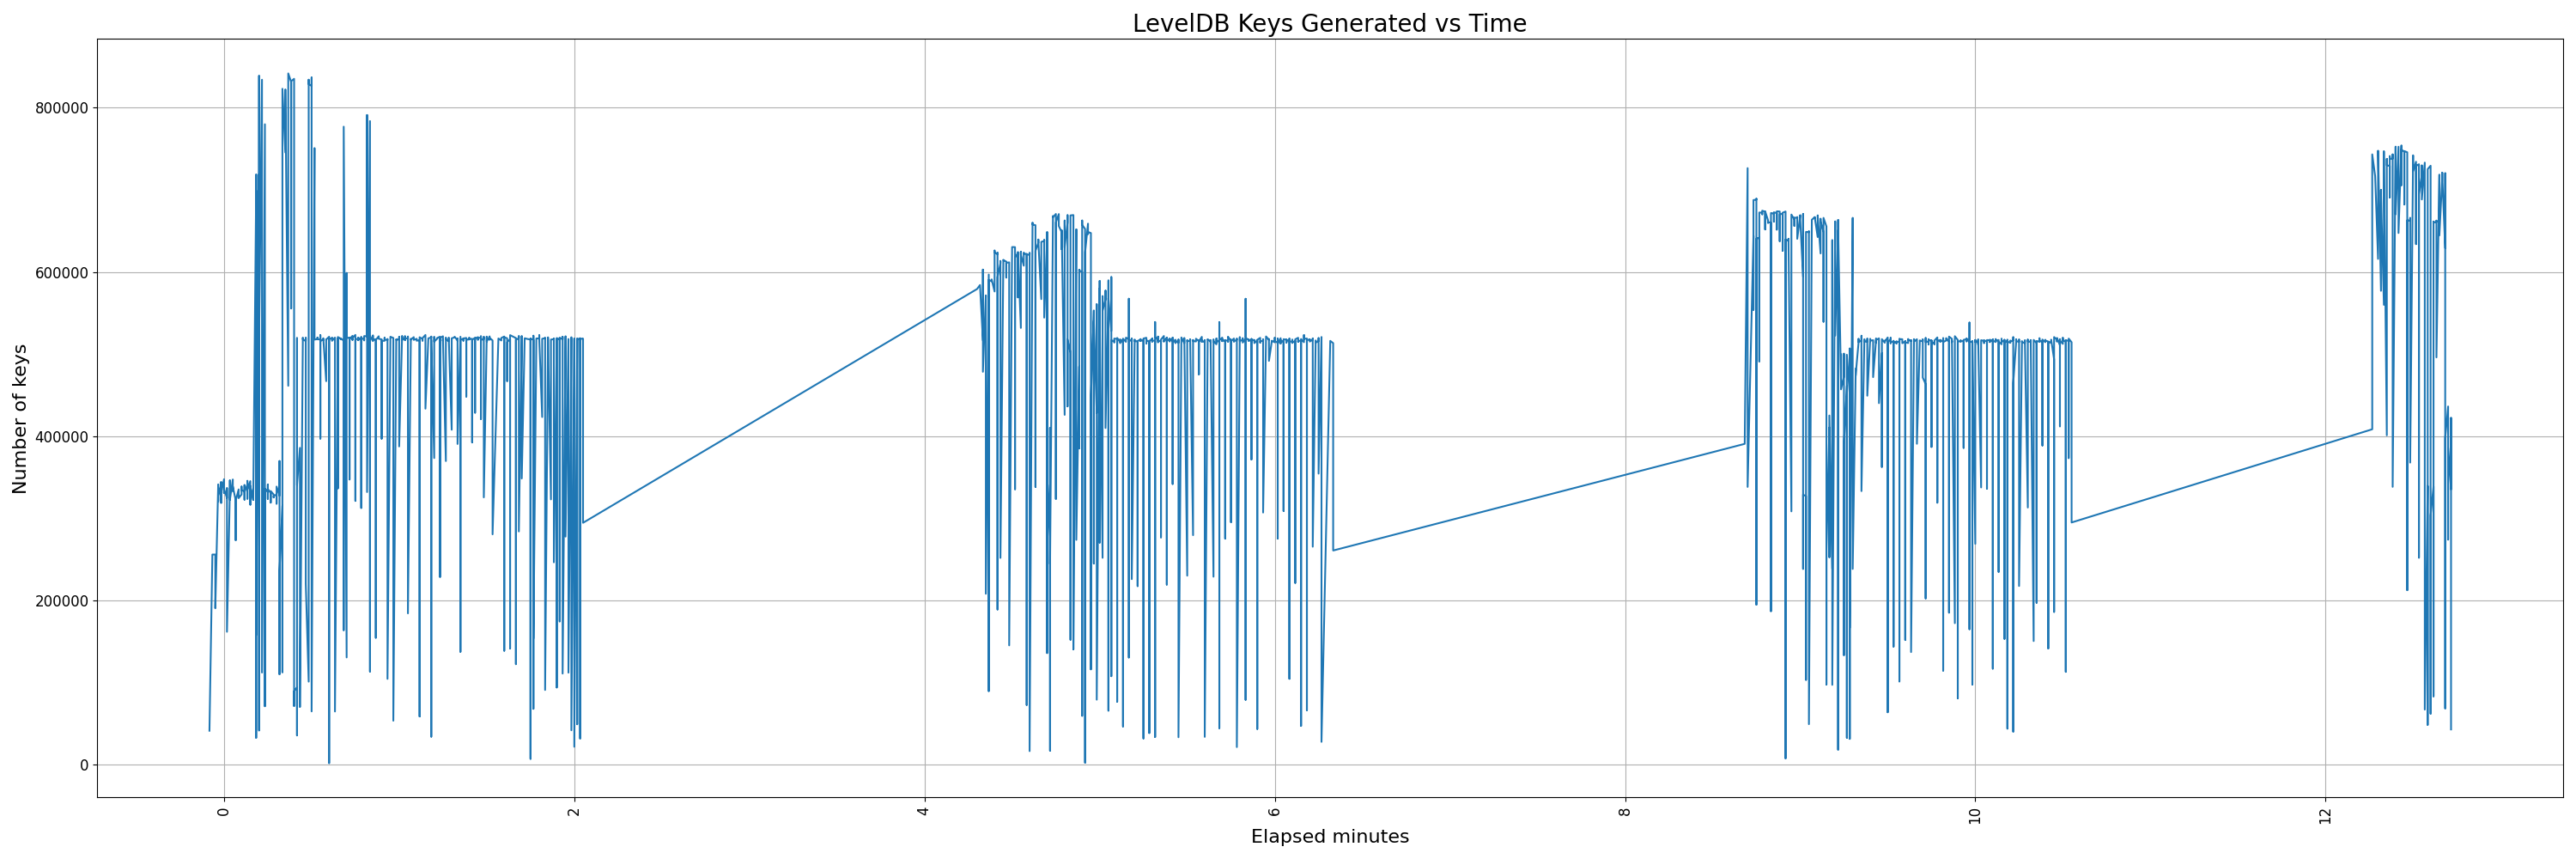 LevelDB Keys Generated vs Time
Number of keys
800000
600000
400000
200000
0
0 2 4 6 8 10 12
Elapsed minutes